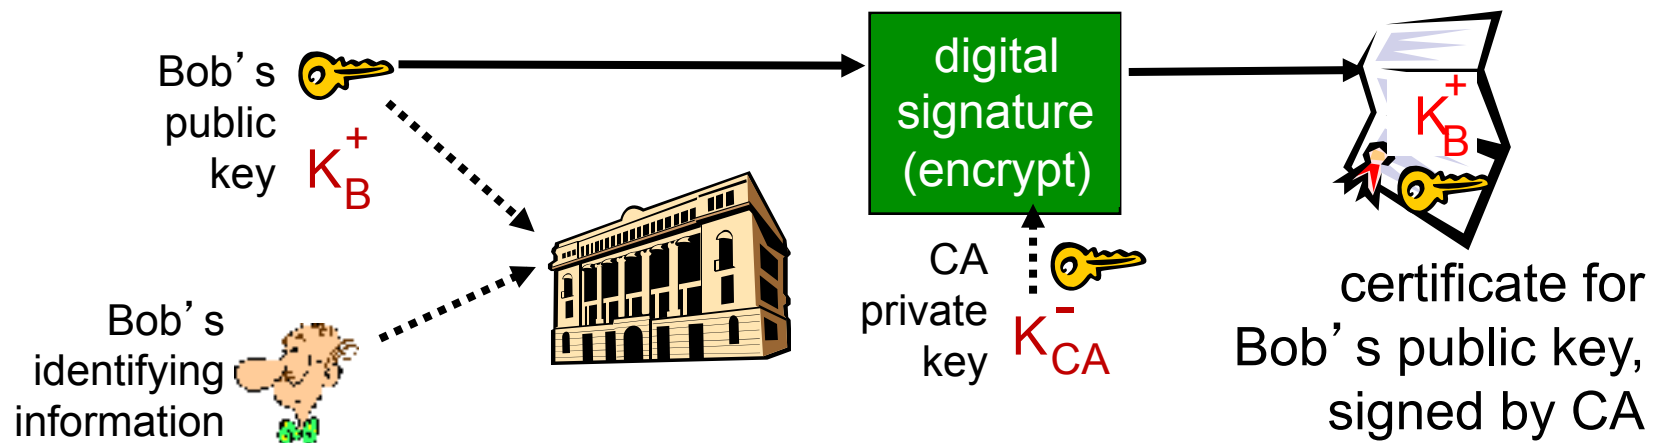 Bob’s
public
key
K
+
B
digital
signature
(encrypt)
K
+
B
Bob’s
identifying
information
CA
private
key
K
-
CA
certificate for
Bob’s public key,
signed by CA